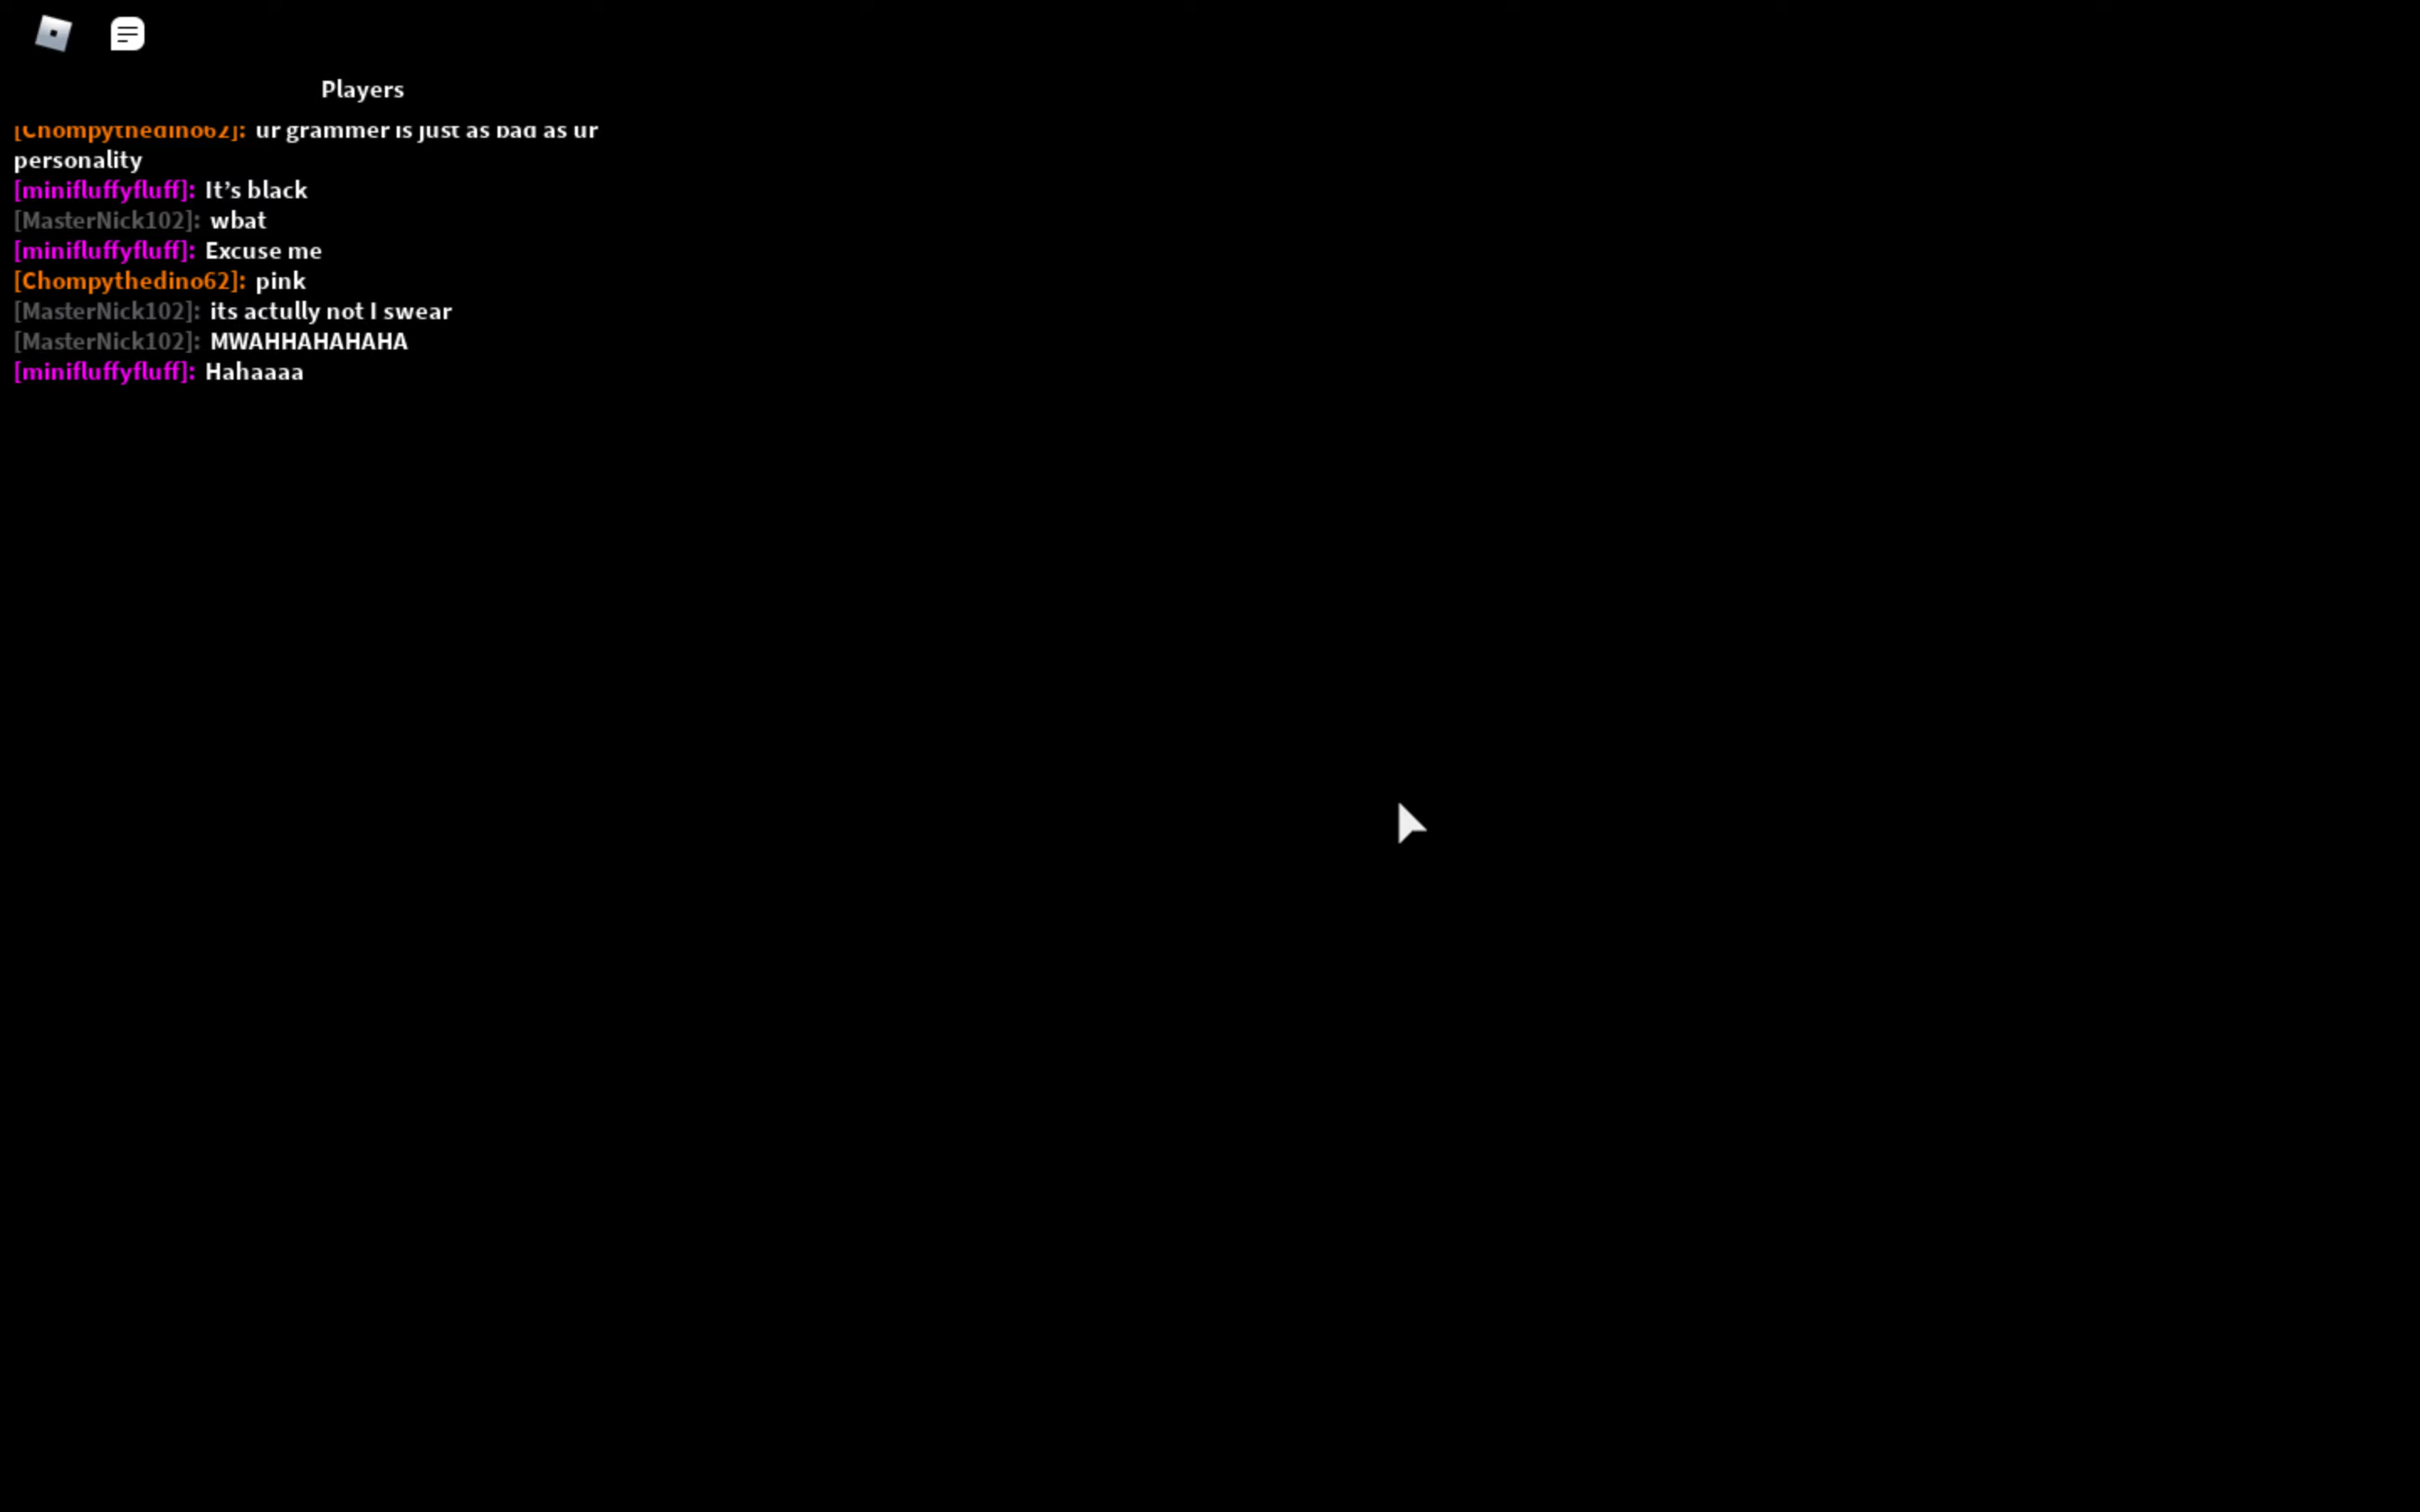 Players
[Chompythedino62]: ur grammer is just as bad as ur
personality
[minifluffyfluff]: It’s black
[MasterNick102]: wbat
[minifluffyfluff]: Excuse me
[Chompythedino62]: pink
[MasterNick102]: its actully not I swear
[MasterNick102]: MWAHHAHAHAHA
[minifluffyfluff]: Hahaaaa